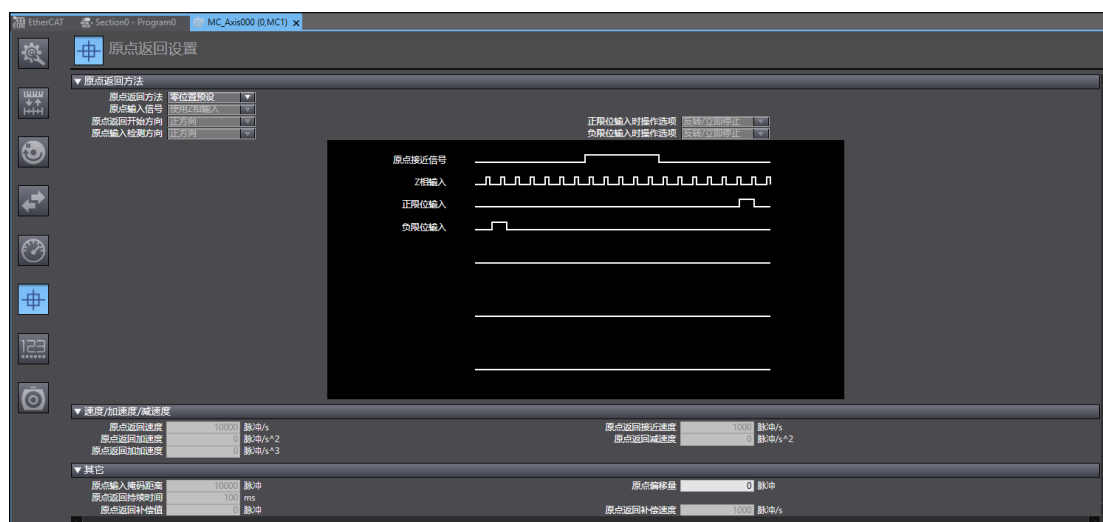 EtherCAT Section0 - Program0 MC_Axis000 (0,MC1) x
原点返回设置
▼ 原点返回方法
原点返回方法 零位置预设
原点输入信号 使用Z相输入
原点返回开始方向 正方向 正限位输入时操作选项 反转/立即停止
原点输入检测方向 正方向 负限位输入时操作选项 反转/立即停止
原点接近信号
Z相输入
正限位输入
负限位输入
▼ 速度/加速度/减速度
原点返回速度 10000 脉冲/s 原点返回接近速度 1000 脉冲/s
原点返回加速度 0 脉冲/s^2 原点返回减速度 0 脉冲/s^2
原点返回加加速度 0 脉冲/s^3
▼ 其它
原点输入掩码距离 10000 脉冲 原点偏移量 0 脉冲
原点返回持续时间 100 ms
原点返回补偿值 0 脉冲 原点返回补偿速度 1000 脉冲/s
123